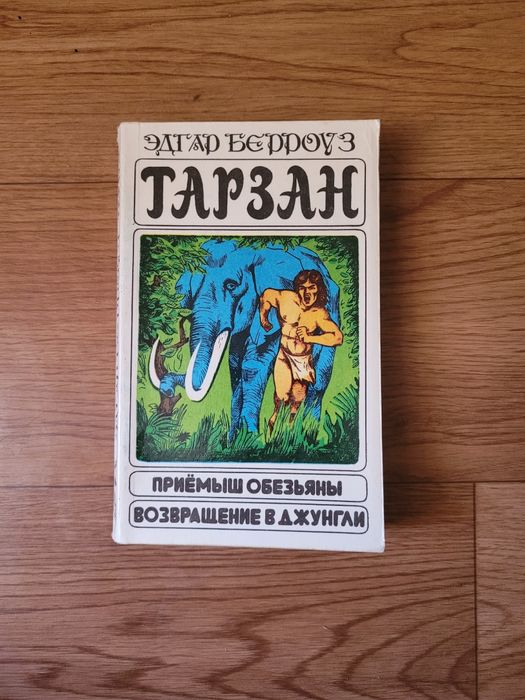 ЭДГАР БЕРРОУЗ
ТАРЗАН
ПРИЁМЫШ ОБЕЗЬЯНЫ
ВОЗВРАЩЕНИЕ В ДЖУНГЛИ